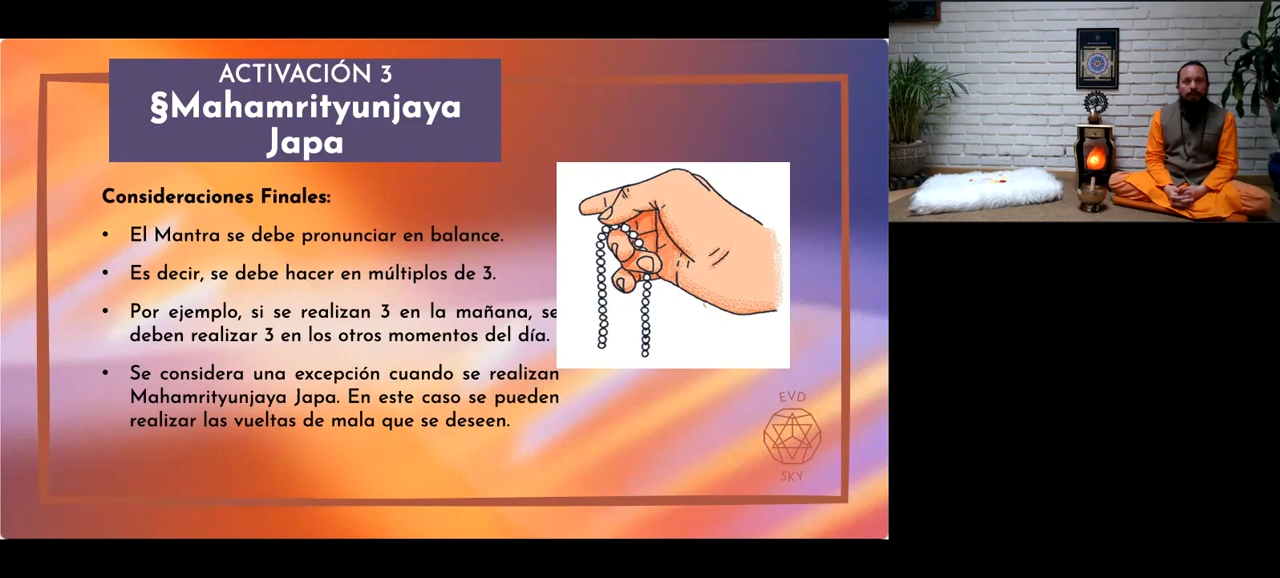 ACTIVACIÓN 3
§Mahamrityunjaya
Japa
Consideraciones Finales:
• El Mantra se debe pronunciar en balance.
• Es decir, se debe hacer en múltiplos de 3.
• Por ejemplo, si se realizan 3 en la mañana, se
deben realizar 3 en los otros momentos del día.
• Se considera una excepción cuando se realizan
Mahamrityunjaya Japa. En este caso se pueden
realizar las vueltas de mala que se deseen.
EVD
SKY